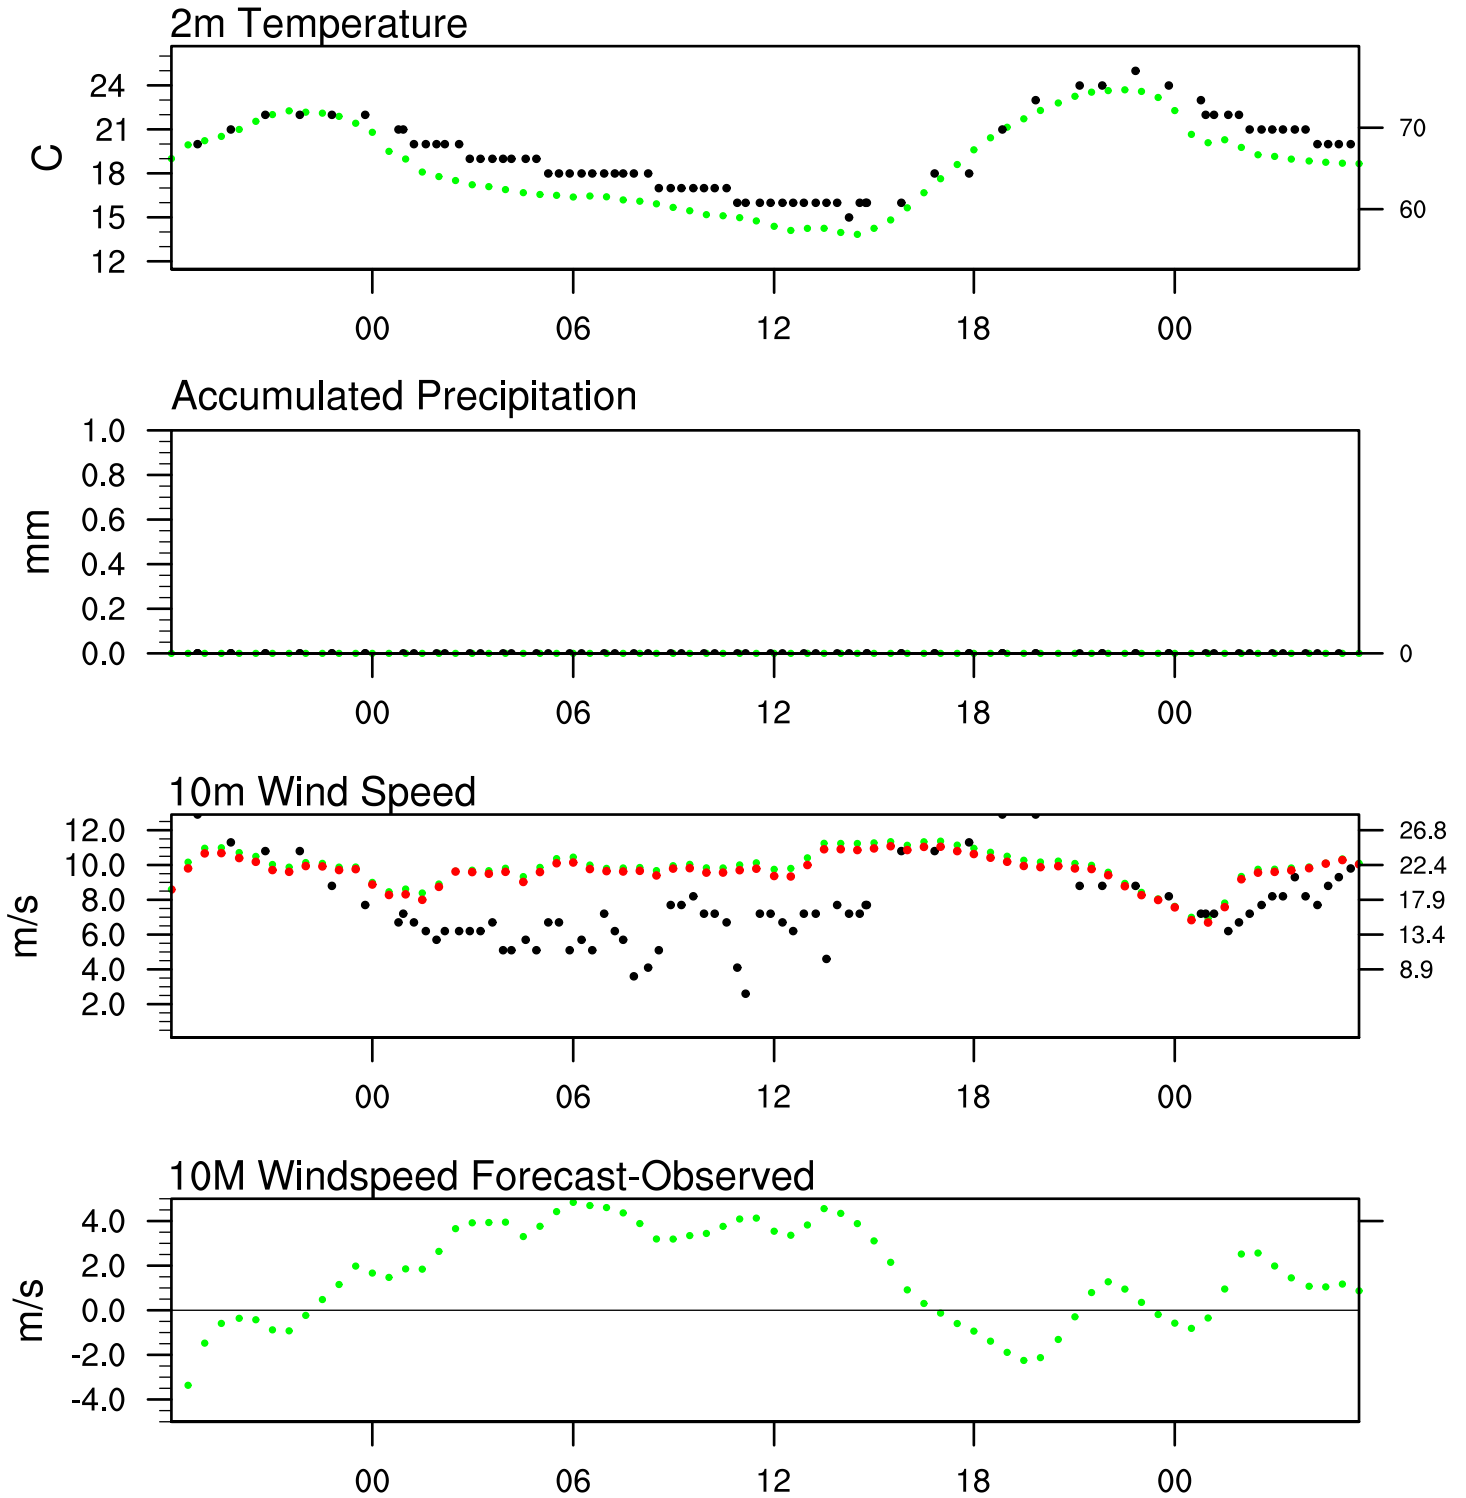 2m Temperature
24
21
18
15
12
C
70
60
00 06 12 18 00
Accumulated Precipitation
1.0
0.8
0.6
0.4
0.2
0.0
mm
0
00 06 12 18 00
10m Wind Speed
12.0
10.0
8.0
6.0
4.0
2.0
m/s
26.8
22.4
17.9
13.4
8.9
00 06 12 18 00
10M Windspeed Forecast-Observed
4.0
2.0
0.0
-2.0
-4.0
m/s
00 06 12 18 00